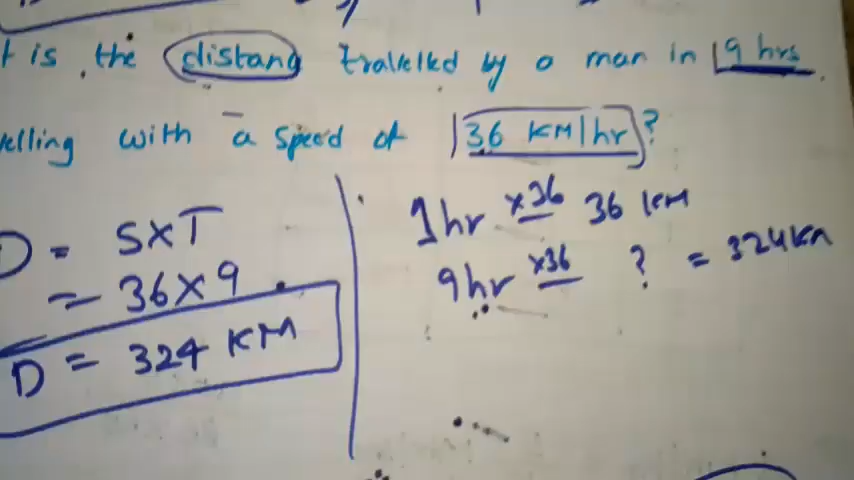 is the distang travelled by a man in 9 hrs
elling with a speed of 36 KM/hr?
D = S×T
= 36×9
D = 324 KM
1hr ×36 36 KM
9hr ×36 ? = 324KM